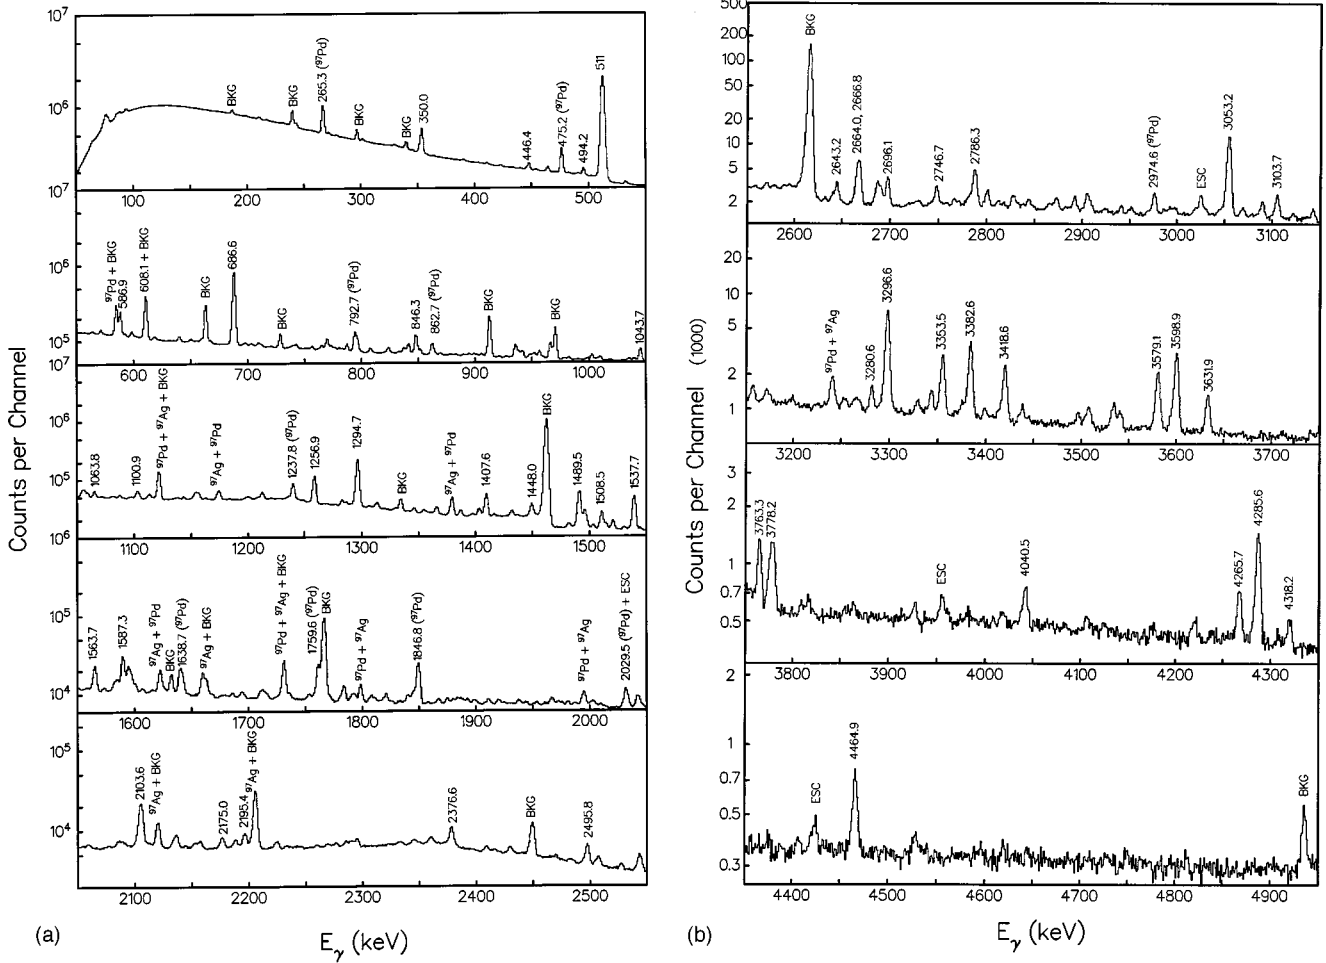 Counts per Channel
10⁷
10⁶
10⁷
BKG
BKG
265.3 (⁹⁷Pd)
BKG
BKG
350.0
446.4
475.2 (⁹⁷Pd)
494.2
511
100 200 300 400 500
10⁶
10⁵
10⁷
⁹⁷Pd + BKG
586.9
608.1 + BKG
BKG
686.6
BKG
792.7 (⁹⁷Pd)
846.3
862.7 (⁹⁷Pd)
BKG
BKG
1043.7
600 700 800 900 1000
10⁶
10⁵
10⁶
1063.8
1100.9
⁹⁷Pd + ⁹⁷Ag + BKG
⁹⁷Ag + ⁹⁷Pd
1237.8 (⁹⁷Pd)
1256.9
1294.7
BKG
⁹⁷Ag + ⁹⁷Pd
1407.6
1448.0
BKG
1489.5
1508.5
1537.7
1100 1200 1300 1400 1500
10⁵
10⁴
1563.7
1587.3
⁹⁷Ag + ⁹⁷Pd
BKG
1638.7 (⁹⁷Pd)
⁹⁷Ag + BKG
⁹⁷Pd + ⁹⁷Ag + BKG
1759.6 (⁹⁷Pd)
BKG
⁹⁷Pd + ⁹⁷Ag
1846.8 (⁹⁷Pd)
⁹⁷Pd + ⁹⁷Ag
2029.5 (⁹⁷Pd) + ESC
1600 1700 1800 1900 2000
10⁵
10⁴
2103.6
⁹⁷Ag + BKG
2175.0
2195.4
⁹⁷Ag + BKG
2376.6
BKG
2495.8
2100 2200 2300 2400 2500
(a)
E_γ (keV)
Counts per Channel (1000)
500
200
100
50
20
10
5
2
BKG
2643.2
2664.0, 2666.8
2696.1
2746.7
2786.3
2974.6 (⁹⁷Pd)
ESC
3053.2
3103.7
2600 2700 2800 2900 3000 3100
20
10
5
2
1
⁹⁷Pd + ⁹⁷Ag
3280.6
3296.6
3353.5
3382.6
3418.6
3579.1
3598.9
3631.9
3200 3300 3400 3500 3600 3700
3
2
1
0.7
0.5
3763.3
3778.2
ESC
4040.5
4265.7
4285.6
4318.2
3800 3900 4000 4100 4200 4300
2
1
0.7
0.5
0.3
ESC
4464.9
BKG
4400 4500 4600 4700 4800 4900
(b)
E_γ (keV)